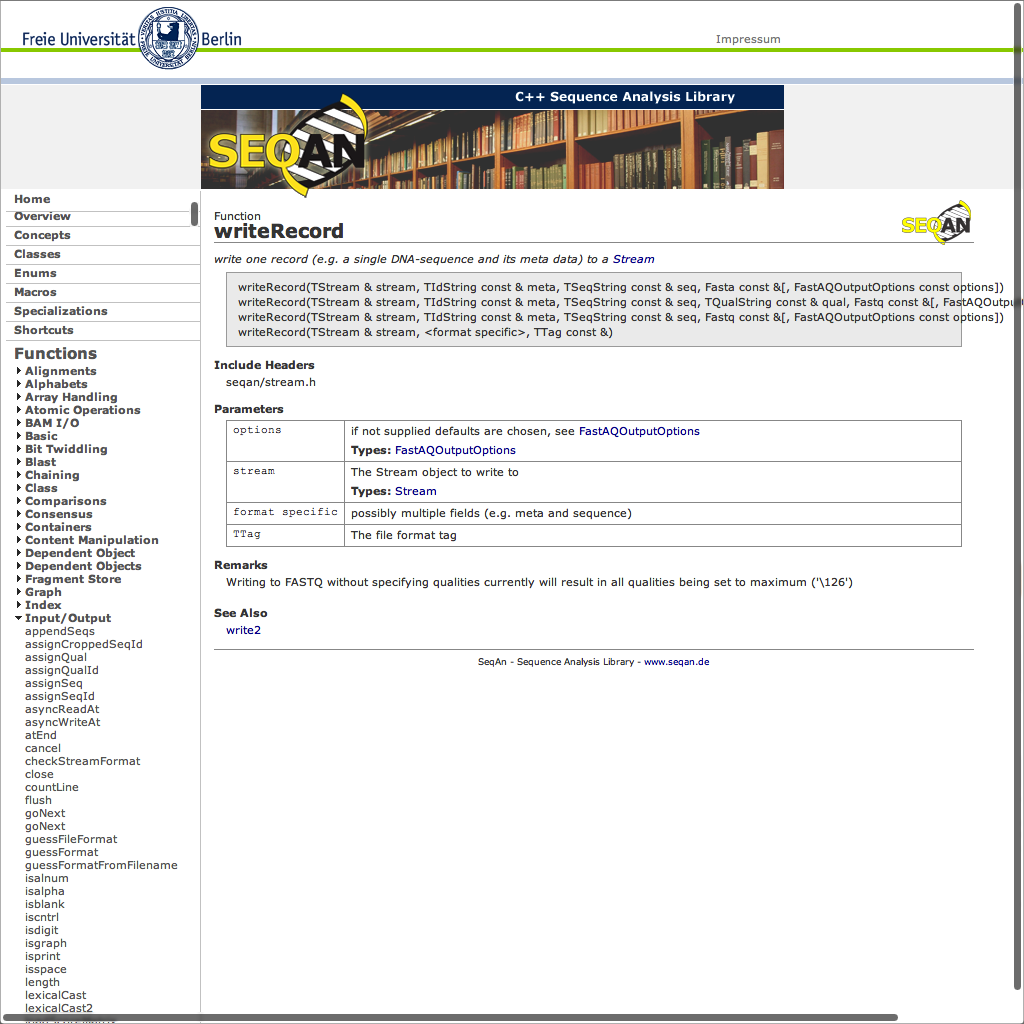 Freie Universität Berlin
Impressum
C++ Sequence Analysis Library
SEQAN
Home
Overview
Concepts
Classes
Enums
Macros
Specializations
Shortcuts
Functions
Alignments
Alphabets
Array Handling
Atomic Operations
BAM I/O
Basic
Bit Twiddling
Blast
Chaining
Class
Comparisons
Consensus
Containers
Content Manipulation
Dependent Object
Dependent Objects
Fragment Store
Graph
Index
Input/Output
appendSeqs
assignCroppedSeqId
assignQual
assignQualId
assignSeq
assignSeqId
asyncReadAt
asyncWriteAt
atEnd
cancel
checkStreamFormat
close
countLine
flush
goNext
goNext
guessFileFormat
guessFormat
guessFormatFromFilename
isalnum
isalpha
isblank
iscntrl
isdigit
isgraph
isprint
isspace
length
lexicalCast
lexicalCast2
Function
writeRecord
SEQAN
write one record (e.g. a single DNA-sequence and its meta data) to a Stream
writeRecord(TStream & stream, TIdString const & meta, TSeqString const & seq, Fasta const &[, FastAQOutputOptions const options])
writeRecord(TStream & stream, TIdString const & meta, TSeqString const & seq, TQualString const & qual, Fastq const &[, FastAQOutpu
writeRecord(TStream & stream, TIdString const & meta, TSeqString const & seq, Fastq const &[, FastAQOutputOptions const options])
writeRecord(TStream & stream, <format specific>, TTag const &)
Include Headers
seqan/stream.h
Parameters
options if not supplied defaults are chosen, see FastAQOutputOptions
Types: FastAQOutputOptions
stream The Stream object to write to
Types: Stream
format specific possibly multiple fields (e.g. meta and sequence)
TTag The file format tag
Remarks
Writing to FASTQ without specifying qualities currently will result in all qualities being set to maximum ('\126')
See Also
write2
SeqAn - Sequence Analysis Library - www.seqan.de